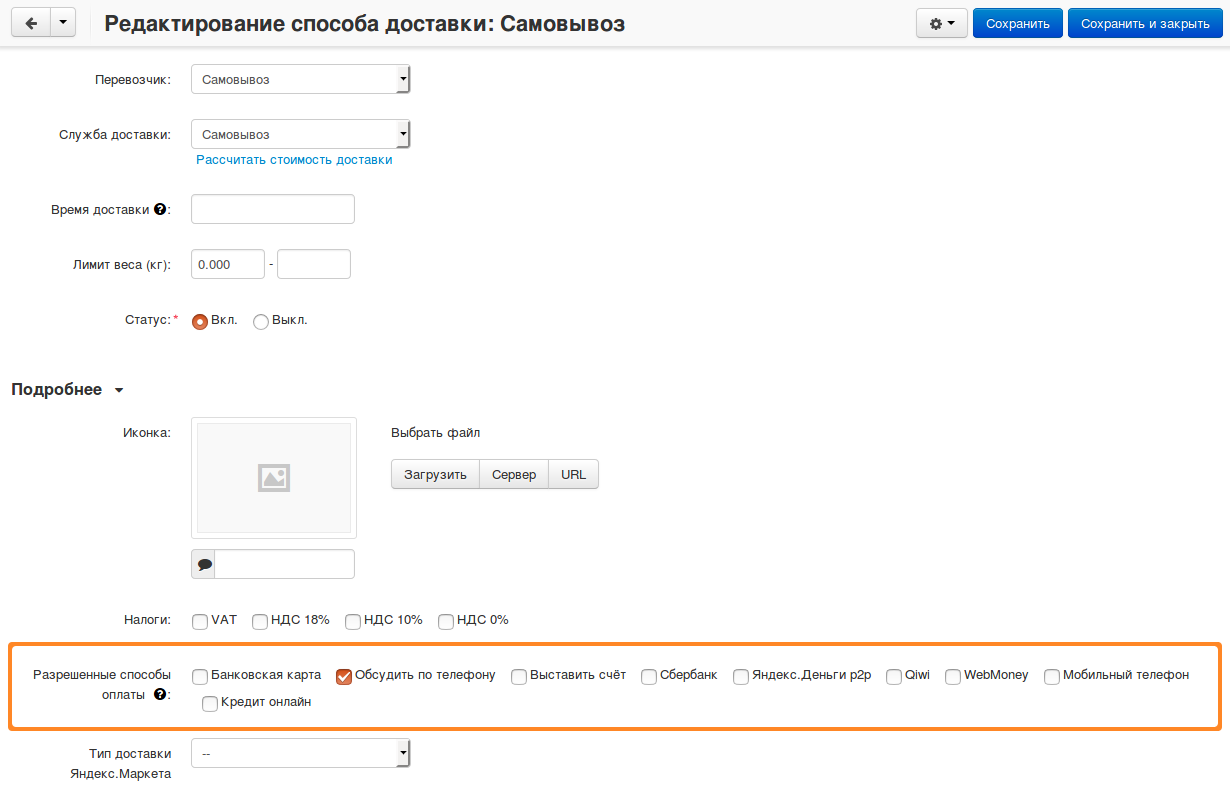 Редактирование способа доставки: Самовывоз
Сохранить
Сохранить и закрыть
Перевозчик: Самовывоз
Служба доставки: Самовывоз
Рассчитать стоимость доставки
Время доставки ?:
Лимит веса (кг): 0.000 -
Статус:* Вкл. Выкл.
Подробнее
Иконка:
Выбрать файл
Загрузить Сервер URL
Налоги: VAT НДС 18% НДС 10% НДС 0%
Разрешенные способы оплаты ?:
Банковская карта Обсудить по телефону Выставить счёт Сбербанк Яндекс.Деньги p2p Qiwi WebMoney Мобильный телефон
Кредит онлайн
Тип доставки Яндекс.Маркета
--